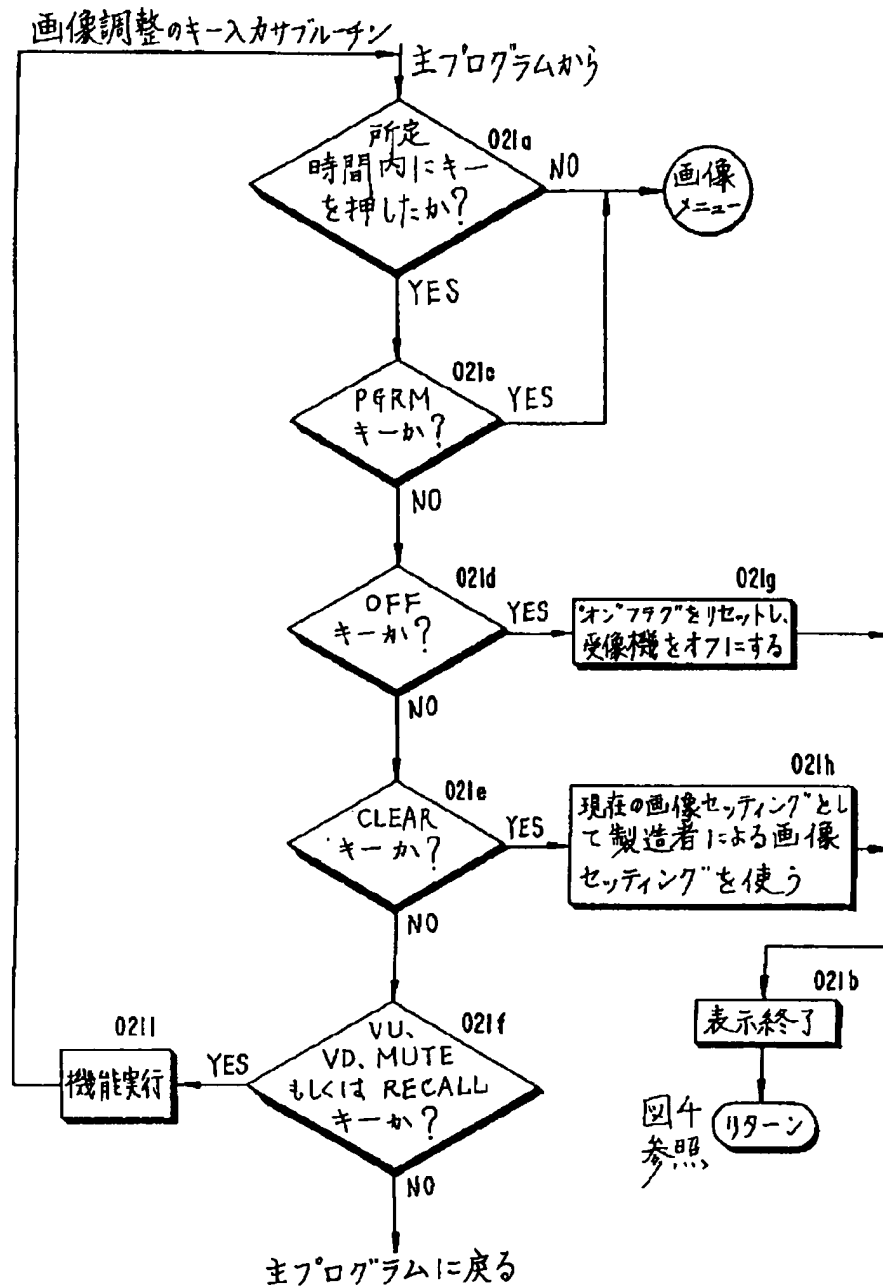 画像調整のキー入力サブルーチン
主プログラムから
所定
時間内にキー
を押したか?
021a
NO
画像
メニュー
YES
021c
PGRM
キーか?
YES
NO
021d
OFF
キーか?
YES
021g
"オン"フラグをリセットし、
受像機をオフにする
NO
021e
CLEAR
キーか?
YES
021h
現在の画像セッティングとし
て製造者による画像
セッティングを使う
NO
021f
VU、
VD、MUTE
もしくは RECALL
キーか?
YES
021l
機能実行
NO
021b
表示終了
図4
参照
リターン
主プログラムに戻る